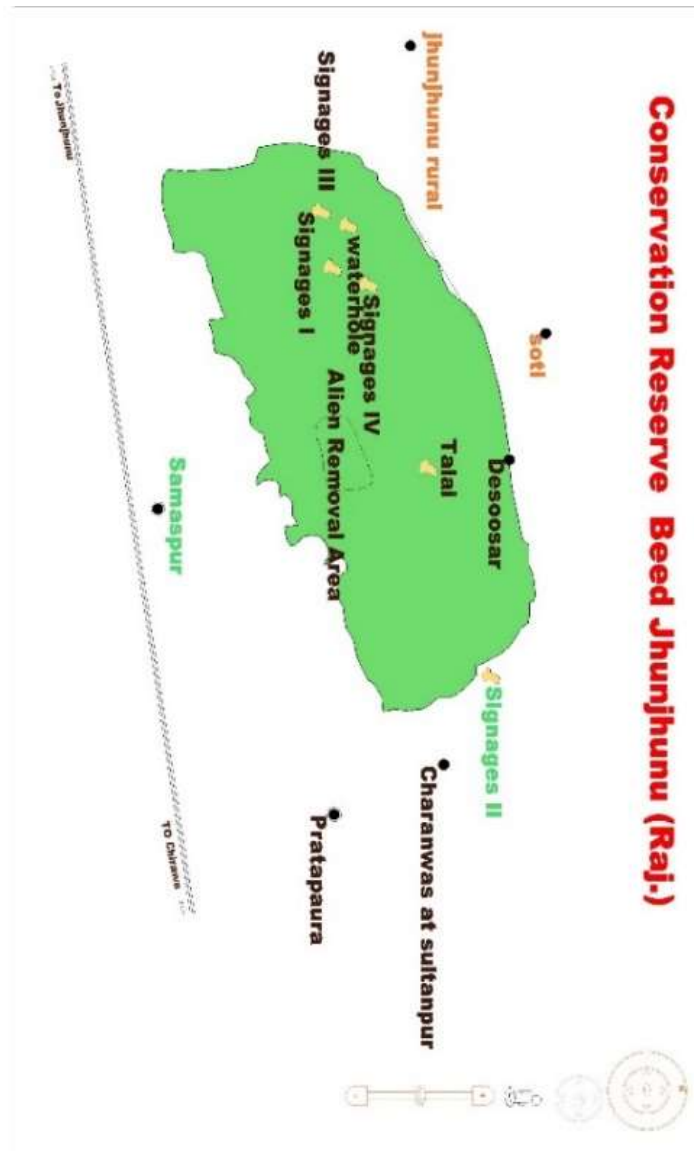 Conservation Reserve Beed Jhunjhunu (Raj.)
jhunjhunu rural
soti
Desoosar
Signages II
Charanwas at sultanpur
Talai
Signages IV
waterhole
Signages III
Signages I
Alien Removal Area
Pratapaura
Samaspur
To Jhunjhunu
TO Chirawa